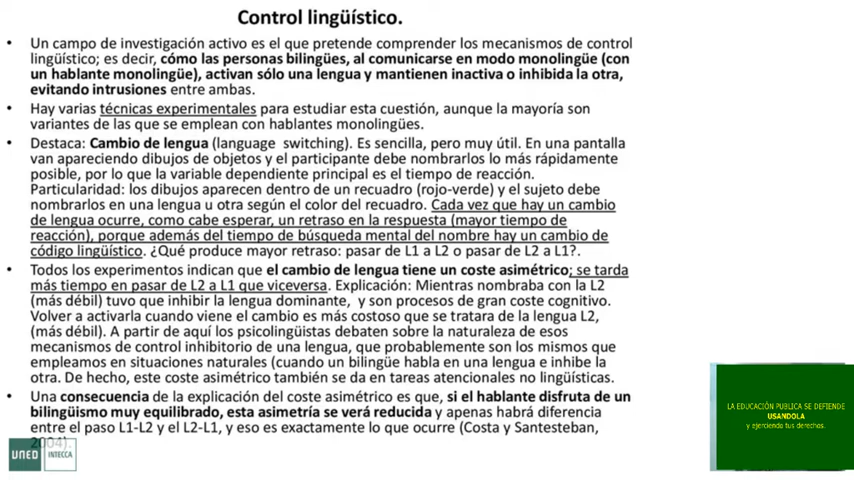 Control lingüístico.
• Un campo de investigación activo es el que pretende comprender los mecanismos de control
lingüístico; es decir, cómo las personas bilingües, al comunicarse en modo monolingüe (con
un hablante monolingüe), activan sólo una lengua y mantienen inactiva o inhibida la otra,
evitando intrusiones entre ambas.
• Hay varias técnicas experimentales para estudiar esta cuestión, aunque la mayoría son
variantes de las que se emplean con hablantes monolingües.
• Destaca: Cambio de lengua (language switching). Es sencilla, pero muy útil. En una pantalla
van apareciendo dibujos de objetos y el participante debe nombrarlos lo más rápidamente
posible, por lo que la variable dependiente principal es el tiempo de reacción.
Particularidad: los dibujos aparecen dentro de un recuadro (rojo-verde) y el sujeto debe
nombrarlos en una lengua u otra según el color del recuadro. Cada vez que hay un cambio
de lengua ocurre, como cabe esperar, un retraso en la respuesta (mayor tiempo de
reacción), porque además del tiempo de búsqueda mental del nombre hay un cambio de
código lingüístico. ¿Qué produce mayor retraso: pasar de L1 a L2 o pasar de L2 a L1?.
• Todos los experimentos indican que el cambio de lengua tiene un coste asimétrico; se tarda
más tiempo en pasar de L2 a L1 que viceversa. Explicación: Mientras nombraba con la L2
(más débil) tuvo que inhibir la lengua dominante, y son procesos de gran coste cognitivo.
Volver a activarla cuando viene el cambio es más costoso que se tratara de la lengua L2,
(más débil). A partir de aquí los psicolingüistas debaten sobre la naturaleza de esos
mecanismos de control inhibitorio de una lengua, que probablemente son los mismos que
empleamos en situaciones naturales (cuando un bilingüe habla en una lengua e inhibe la
otra. De hecho, este coste asimétrico también se da en tareas atencionales no lingüísticas.
• Una consecuencia de la explicación del coste asimétrico es que, si el hablante disfruta de un
bilingüismo muy equilibrado, esta asimetría se verá reducida y apenas habrá diferencia
entre el paso L1-L2 y el L2-L1, y eso es exactamente lo que ocurre (Costa y Santesteban,
2004).
UNED INTECCA
LA EDUCACIÓN PUBLICA SE DEFIENDE
USANDOLA
y ejerciendo tus derechos.